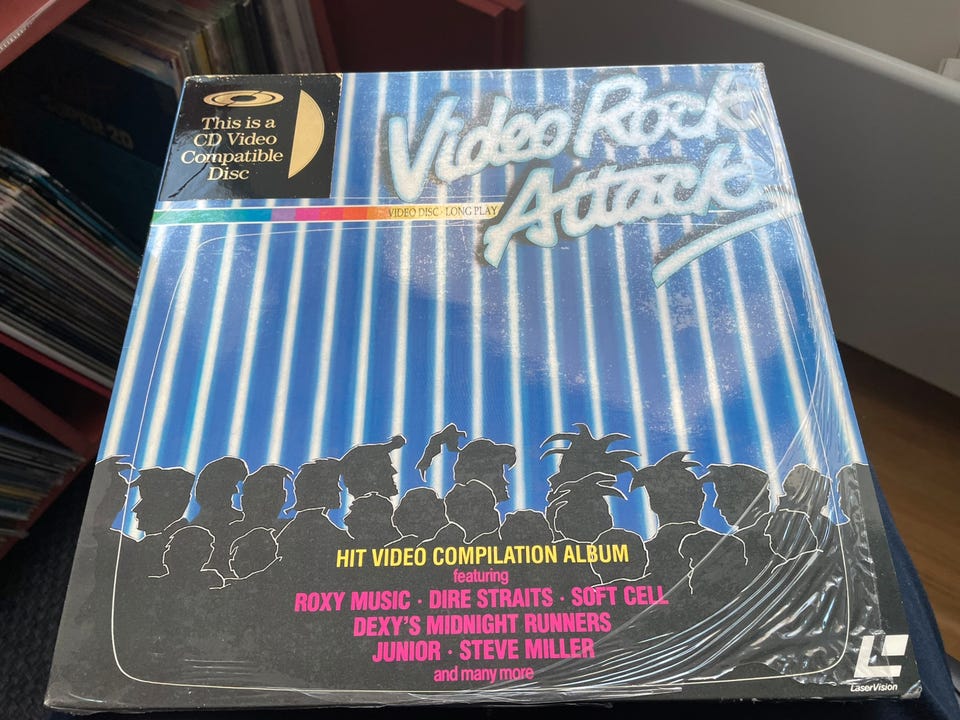 This is a
CD Video
Compatible
Disc
Video Rock
Attack
VIDEO DISC · LONG PLAY
HIT VIDEO COMPILATION ALBUM
featuring
ROXY MUSIC · DIRE STRAITS · SOFT CELL
DEXY'S MIDNIGHT RUNNERS
JUNIOR · STEVE MILLER
and many more
LaserVision